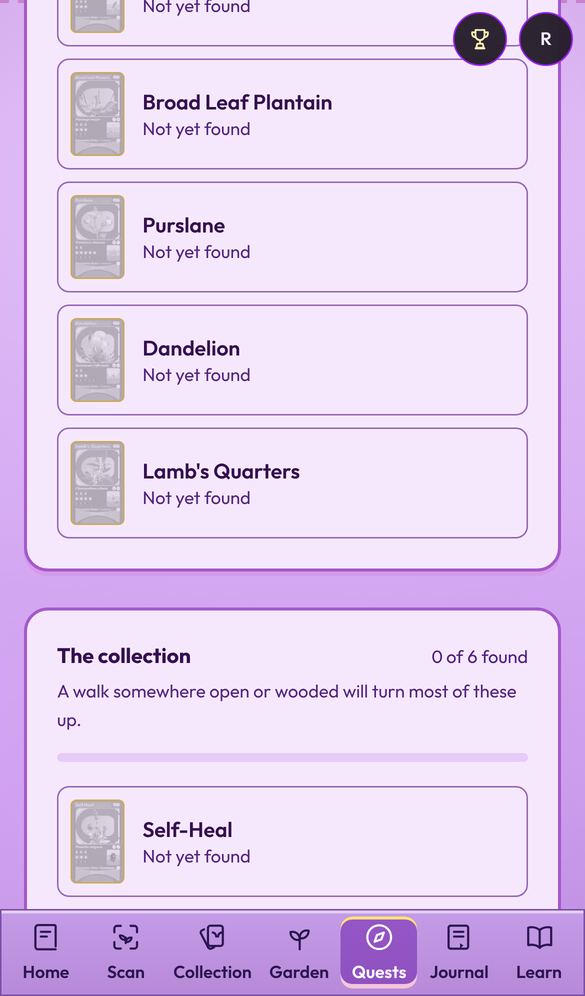 Not yet found
R
Broad Leaf Plantain
Not yet found
Purslane
Not yet found
Dandelion
Not yet found
Lamb's Quarters
Not yet found
The collection
0 of 6 found
A walk somewhere open or wooded will turn most of these
up.
Self-Heal
Not yet found
Home
Scan
Collection
Garden
Quests
Journal
Learn